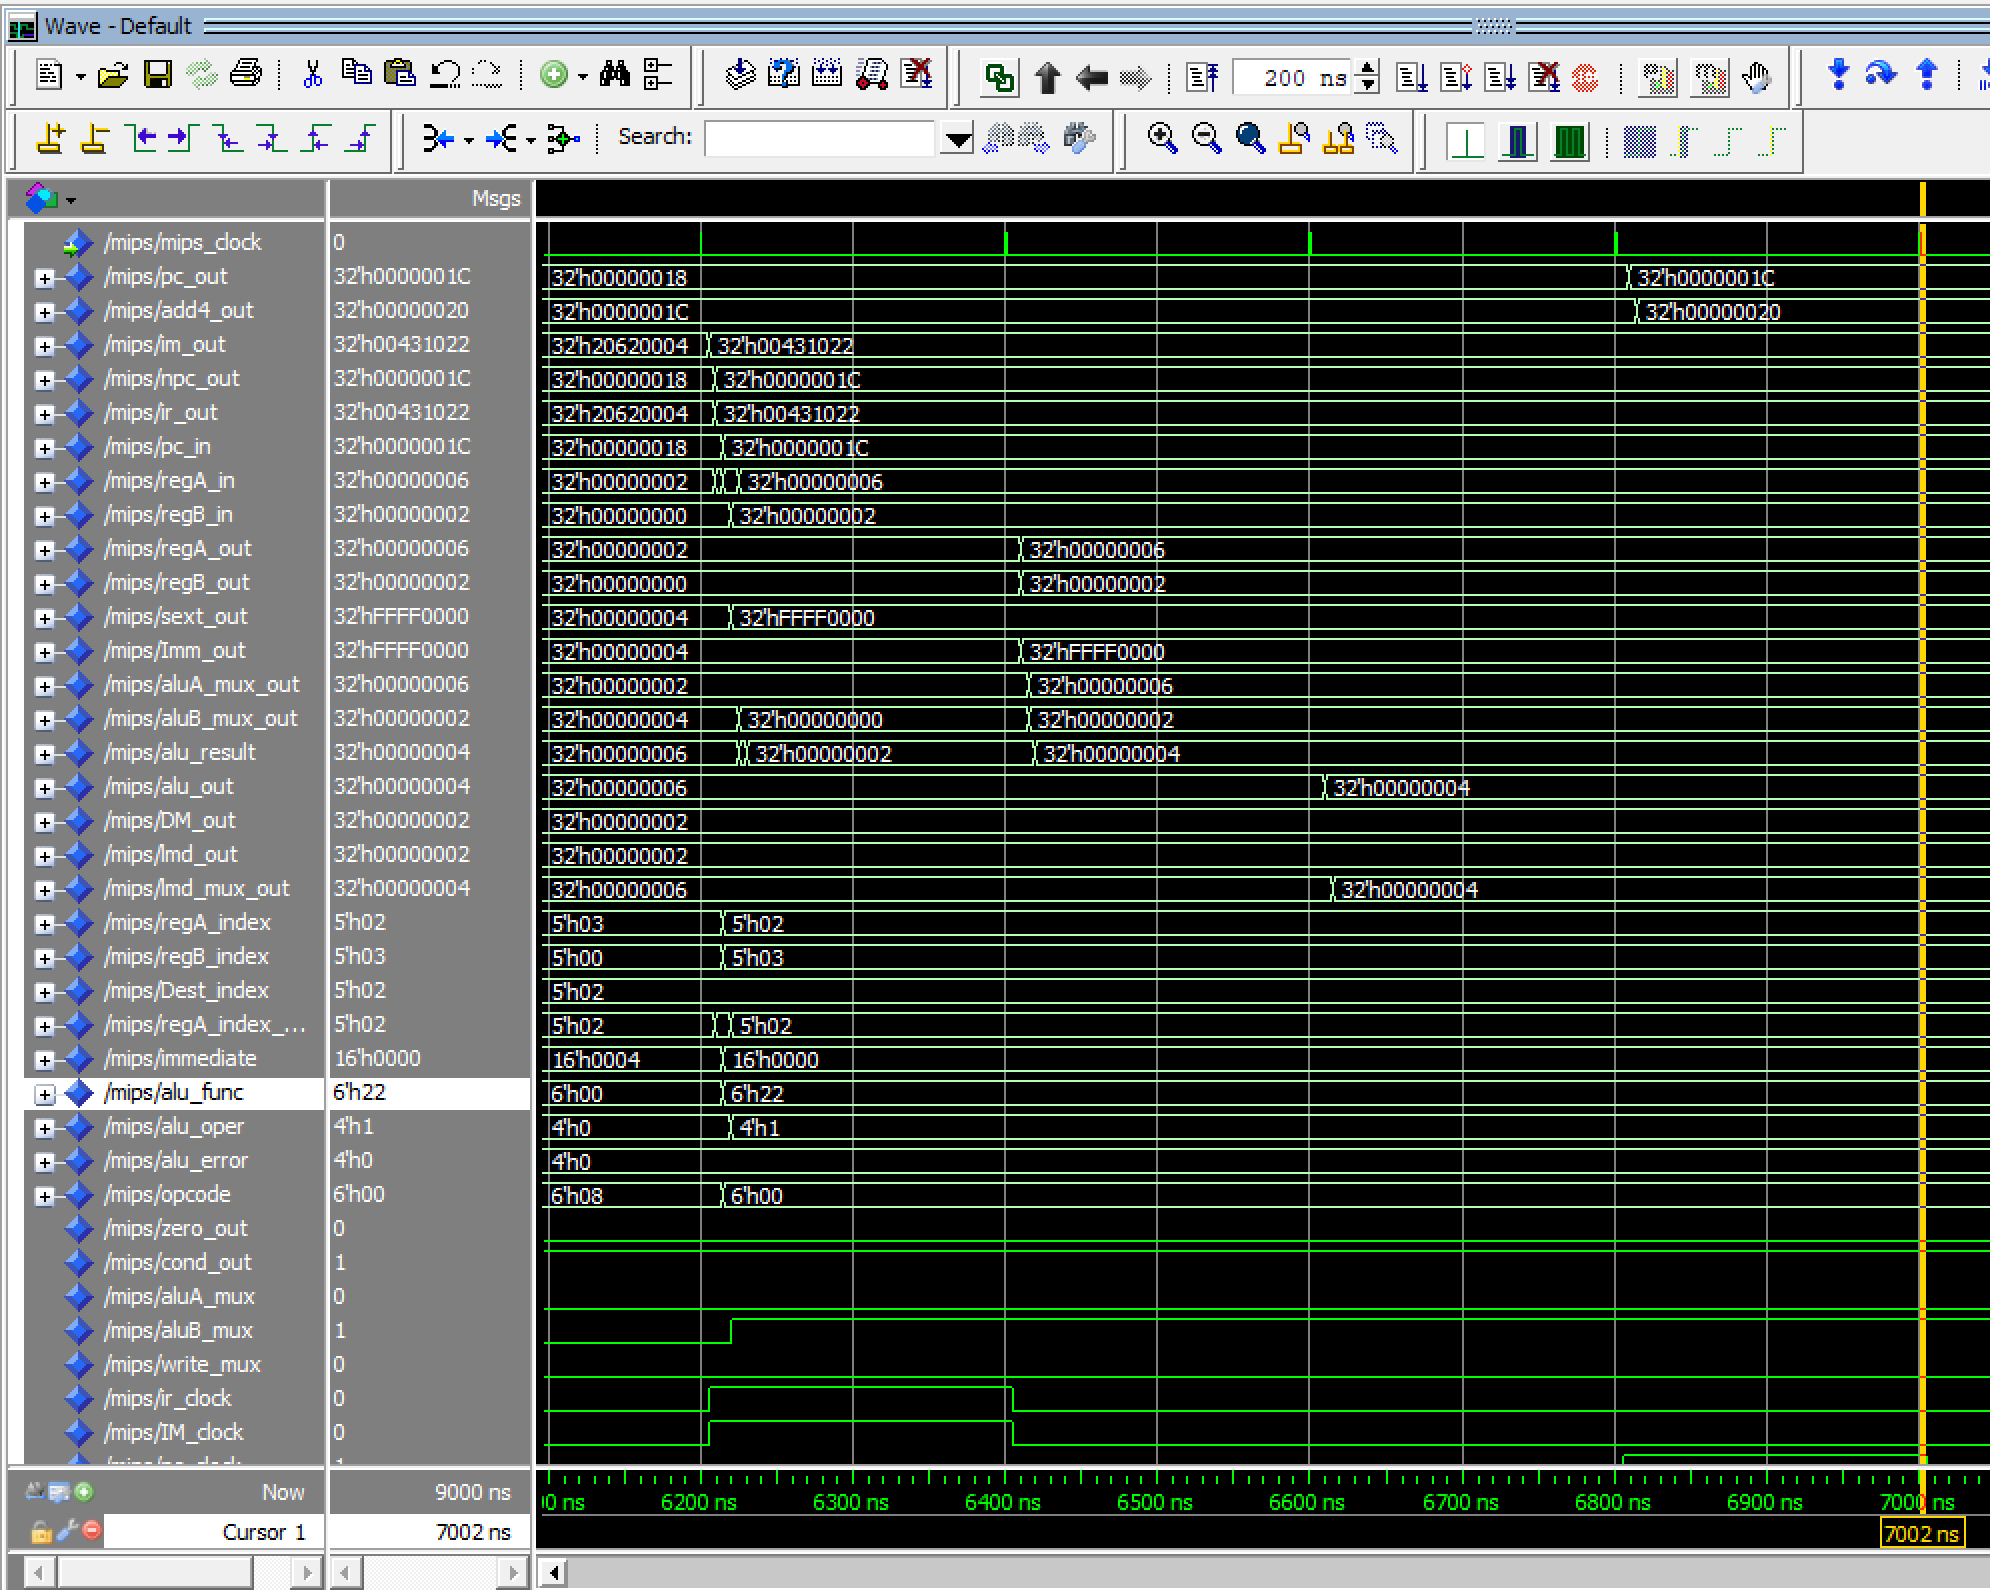 Wave - Default
200 ns
Search:
Msgs
/mips/mips_clock 0
/mips/pc_out 32'h0000001C 32'h00000018 32'h0000001C
/mips/add4_out 32'h00000020 32'h0000001C 32'h00000020
/mips/im_out 32'h00431022 32'h20620004 32'h00431022
/mips/npc_out 32'h0000001C 32'h00000018 32'h0000001C
/mips/ir_out 32'h00431022 32'h20620004 32'h00431022
/mips/pc_in 32'h0000001C 32'h00000018 32'h0000001C
/mips/regA_in 32'h00000006 32'h00000002 32'h00000006
/mips/regB_in 32'h00000002 32'h00000000 32'h00000002
/mips/regA_out 32'h00000006 32'h00000002 32'h00000006
/mips/regB_out 32'h00000002 32'h00000000 32'h00000002
/mips/sext_out 32'hFFFF0000 32'h00000004 32'hFFFF0000
/mips/Imm_out 32'hFFFF0000 32'h00000004 32'hFFFF0000
/mips/aluA_mux_out 32'h00000006 32'h00000002 32'h00000006
/mips/aluB_mux_out 32'h00000002 32'h00000004 32'h00000000 32'h00000002
/mips/alu_result 32'h00000004 32'h00000006 32'h00000002 32'h00000004
/mips/alu_out 32'h00000004 32'h00000006 32'h00000004
/mips/DM_out 32'h00000002 32'h00000002
/mips/lmd_out 32'h00000002 32'h00000002
/mips/lmd_mux_out 32'h00000004 32'h00000006 32'h00000004
/mips/regA_index 5'h02 5'h03 5'h02
/mips/regB_index 5'h03 5'h00 5'h03
/mips/Dest_index 5'h02 5'h02
/mips/regA_index_... 5'h02 5'h02 5'h02
/mips/immediate 16'h0000 16'h0004 16'h0000
/mips/alu_func 6'h22 6'h00 6'h22
/mips/alu_oper 4'h1 4'h0 4'h1
/mips/alu_error 4'h0 4'h0
/mips/opcode 6'h00 6'h08 6'h00
/mips/zero_out 0
/mips/cond_out 1
/mips/aluA_mux 0
/mips/aluB_mux 1
/mips/write_mux 0
/mips/ir_clock 0
/mips/IM_clock 0
Now 9000 ns 00 ns 6200 ns 6300 ns 6400 ns 6500 ns 6600 ns 6700 ns 6800 ns 6900 ns 7000 ns
Cursor 1 7002 ns 7002 ns